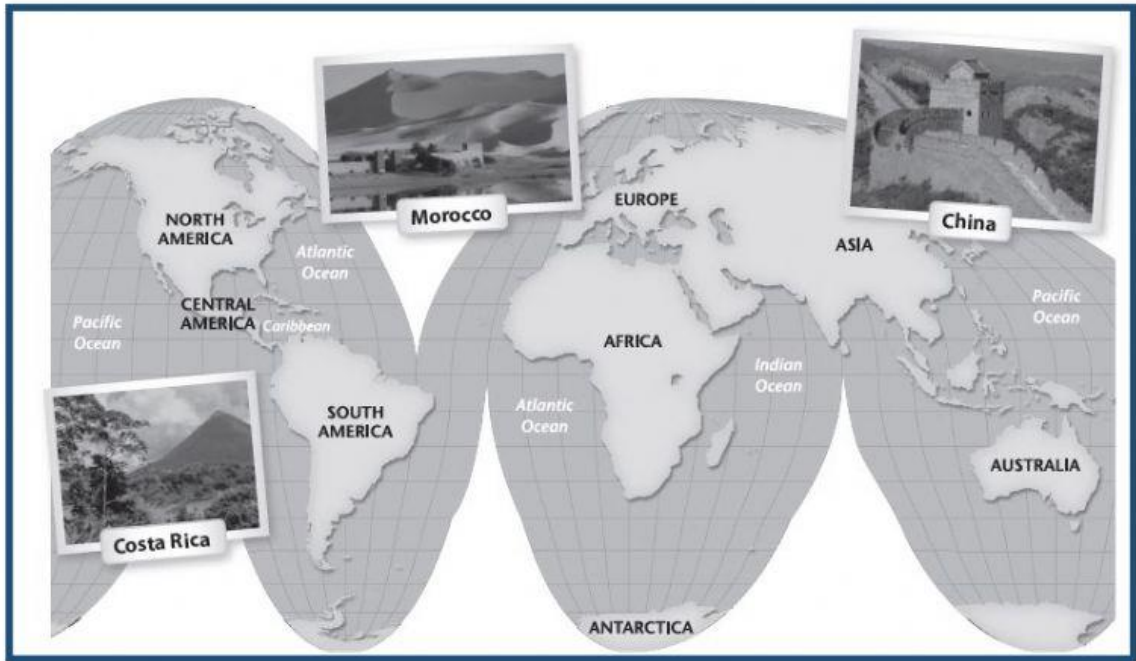 Morocco
China
Costa Rica
NORTH
AMERICA
Atlantic
Ocean
CENTRAL
AMERICA
Caribbean
Pacific
Ocean
SOUTH
AMERICA
EUROPE
ASIA
AFRICA
Atlantic
Ocean
Indian
Ocean
Pacific
Ocean
AUSTRALIA
ANTARCTICA